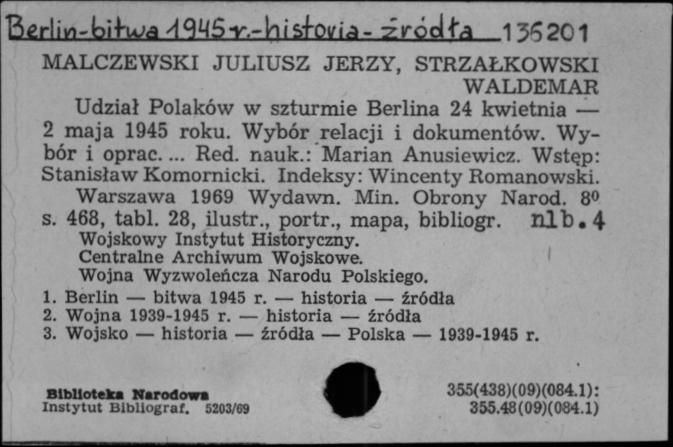 Berlin-bitwa 1945 r.-historia-źródła 136201
MALCZEWSKI JULIUSZ JERZY, STRZAŁKOWSKI
WALDEMAR
Udział Polaków w szturmie Berlina 24 kwietnia —
2 maja 1945 roku. Wybór relacji i dokumentów. Wy-
bór i oprac. ... Red. nauk.: Marian Anusiewicz. Wstęp:
Stanisław Komornicki. Indeksy: Wincenty Romanowski.
Warszawa 1969 Wydawn. Min. Obrony Narod. 8⁰
s. 468, tabl. 28, ilustr., portr., mapa, bibliogr. nlb. 4
Wojskowy Instytut Historyczny.
Centralne Archiwum Wojskowe.
Wojna Wyzwoleńcza Narodu Polskiego.
1. Berlin — bitwa 1945 r. — historia — źródła
2. Wojna 1939-1945 r. — historia — źródła
3. Wojsko — historia — źródła — Polska — 1939-1945 r.
Biblioteka Narodowa 355(438)(09)(084.1):
Instytut Bibliograf. 5203/69 355.48(09)(084.1)